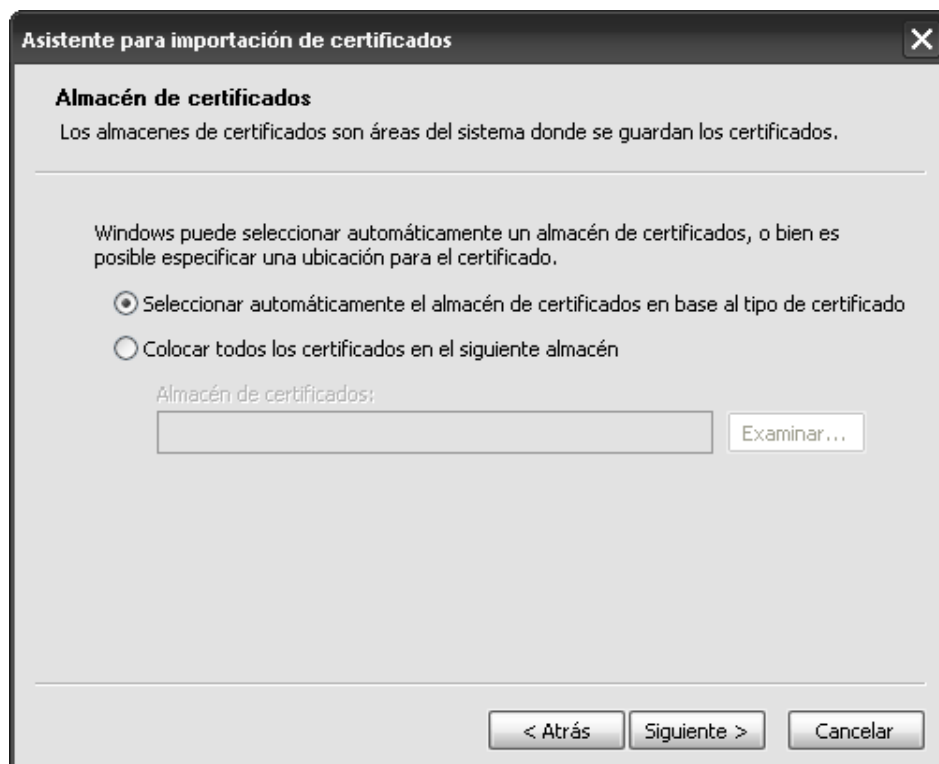 Asistente para importación de certificados
Almacén de certificados
Los almacenes de certificados son áreas del sistema donde se guardan los certificados.
Windows puede seleccionar automáticamente un almacén de certificados, o bien es
posible especificar una ubicación para el certificado.
Seleccionar automáticamente el almacén de certificados en base al tipo de certificado
Colocar todos los certificados en el siguiente almacén
Almacén de certificados:
Examinar...
< Atrás Siguiente > Cancelar